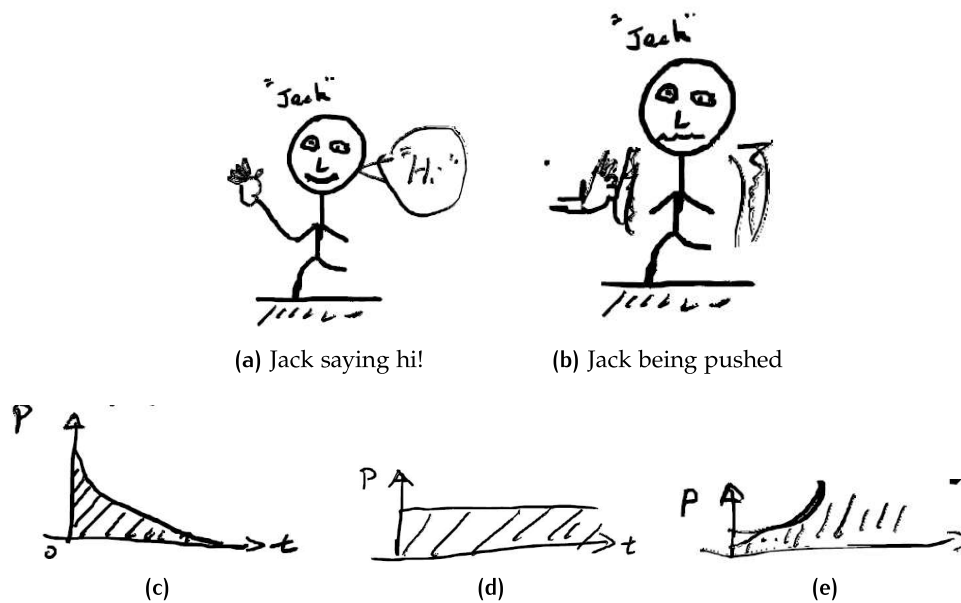 "Jack"
"Hi"
(a) Jack saying hi!
"Jack"
(b) Jack being pushed
P
0
t
(c)
P
t
(d)
P
(e)